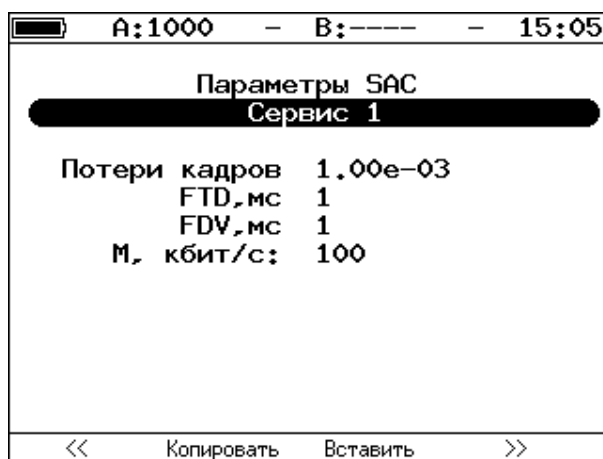 A:1000 – B:---- – 15:05
Параметры SAC
Сервис 1
Потери кадров 1.00e-03
FTD,мс 1
FDV,мс 1
М, кбит/с: 100
<< Копировать Вставить >>